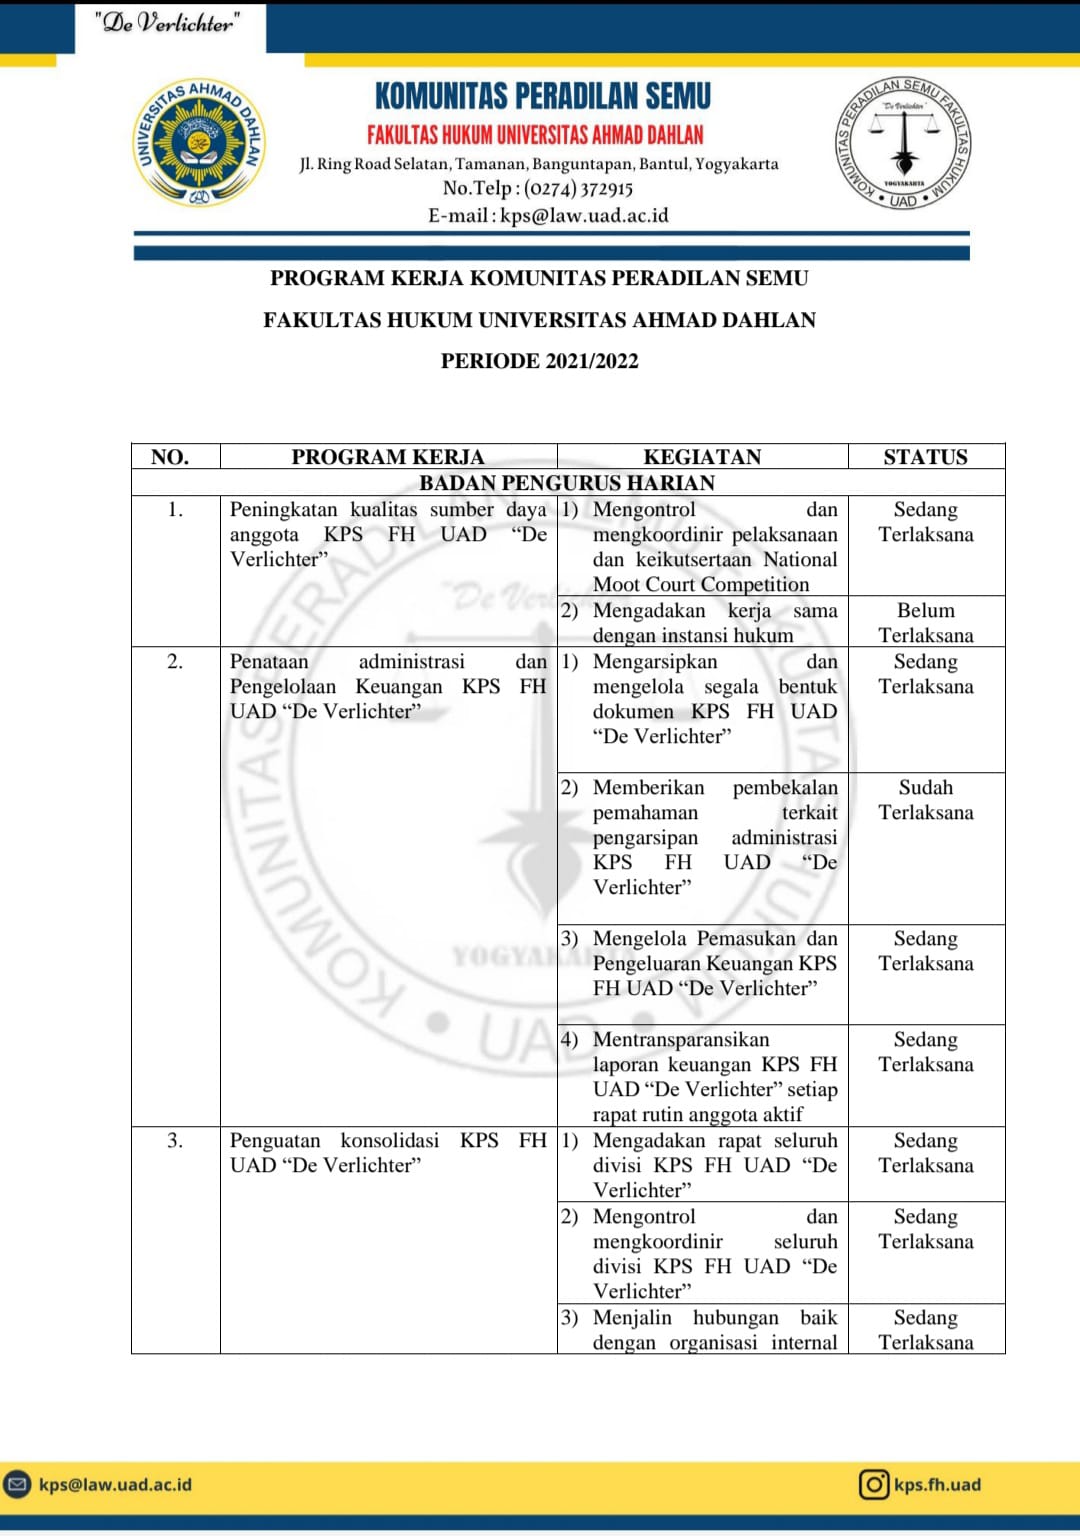 "De Verlichter"
KOMUNITAS PERADILAN SEMU
FAKULTAS HUKUM UNIVERSITAS AHMAD DAHLAN
Jl. Ring Road Selatan, Tamanan, Banguntapan, Bantul, Yogyakarta
No.Telp : (0274) 372915
E-mail : kps@law.uad.ac.id
UNIVERSITAS AHMAD DAHLAN
KOMUNITAS PERADILAN SEMU FAKULTAS HUKUM
"De Verlichter"
YOGYAKARTA
• UAD •
PROGRAM KERJA KOMUNITAS PERADILAN SEMU
FAKULTAS HUKUM UNIVERSITAS AHMAD DAHLAN
PERIODE 2021/2022
NO. PROGRAM KERJA KEGIATAN STATUS
BADAN PENGURUS HARIAN
1. Peningkatan kualitas sumber daya
anggota KPS FH UAD “De
Verlichter”
1) Mengontrol dan
mengkoordinir pelaksanaan
dan keikutsertaan National
Moot Court Competition
Sedang
Terlaksana
2) Mengadakan kerja sama
dengan instansi hukum
Belum
Terlaksana
2. Penataan administrasi dan
Pengelolaan Keuangan KPS FH
UAD “De Verlichter”
1) Mengarsipkan dan
mengelola segala bentuk
dokumen KPS FH UAD
“De Verlichter”
Sedang
Terlaksana
2) Memberikan pembekalan
pemahaman terkait
pengarsipan administrasi
KPS FH UAD “De
Verlichter”
Sudah
Terlaksana
3) Mengelola Pemasukan dan
Pengeluaran Keuangan KPS
FH UAD “De Verlichter”
Sedang
Terlaksana
4) Mentransparansikan
laporan keuangan KPS FH
UAD “De Verlichter” setiap
rapat rutin anggota aktif
Sedang
Terlaksana
3. Penguatan konsolidasi KPS FH
UAD “De Verlichter”
1) Mengadakan rapat seluruh
divisi KPS FH UAD “De
Verlichter”
Sedang
Terlaksana
2) Mengontrol dan
mengkoordinir seluruh
divisi KPS FH UAD “De
Verlichter”
Sedang
Terlaksana
3) Menjalin hubungan baik
dengan organisasi internal
Sedang
Terlaksana
kps@law.uad.ac.id
kps.fh.uad